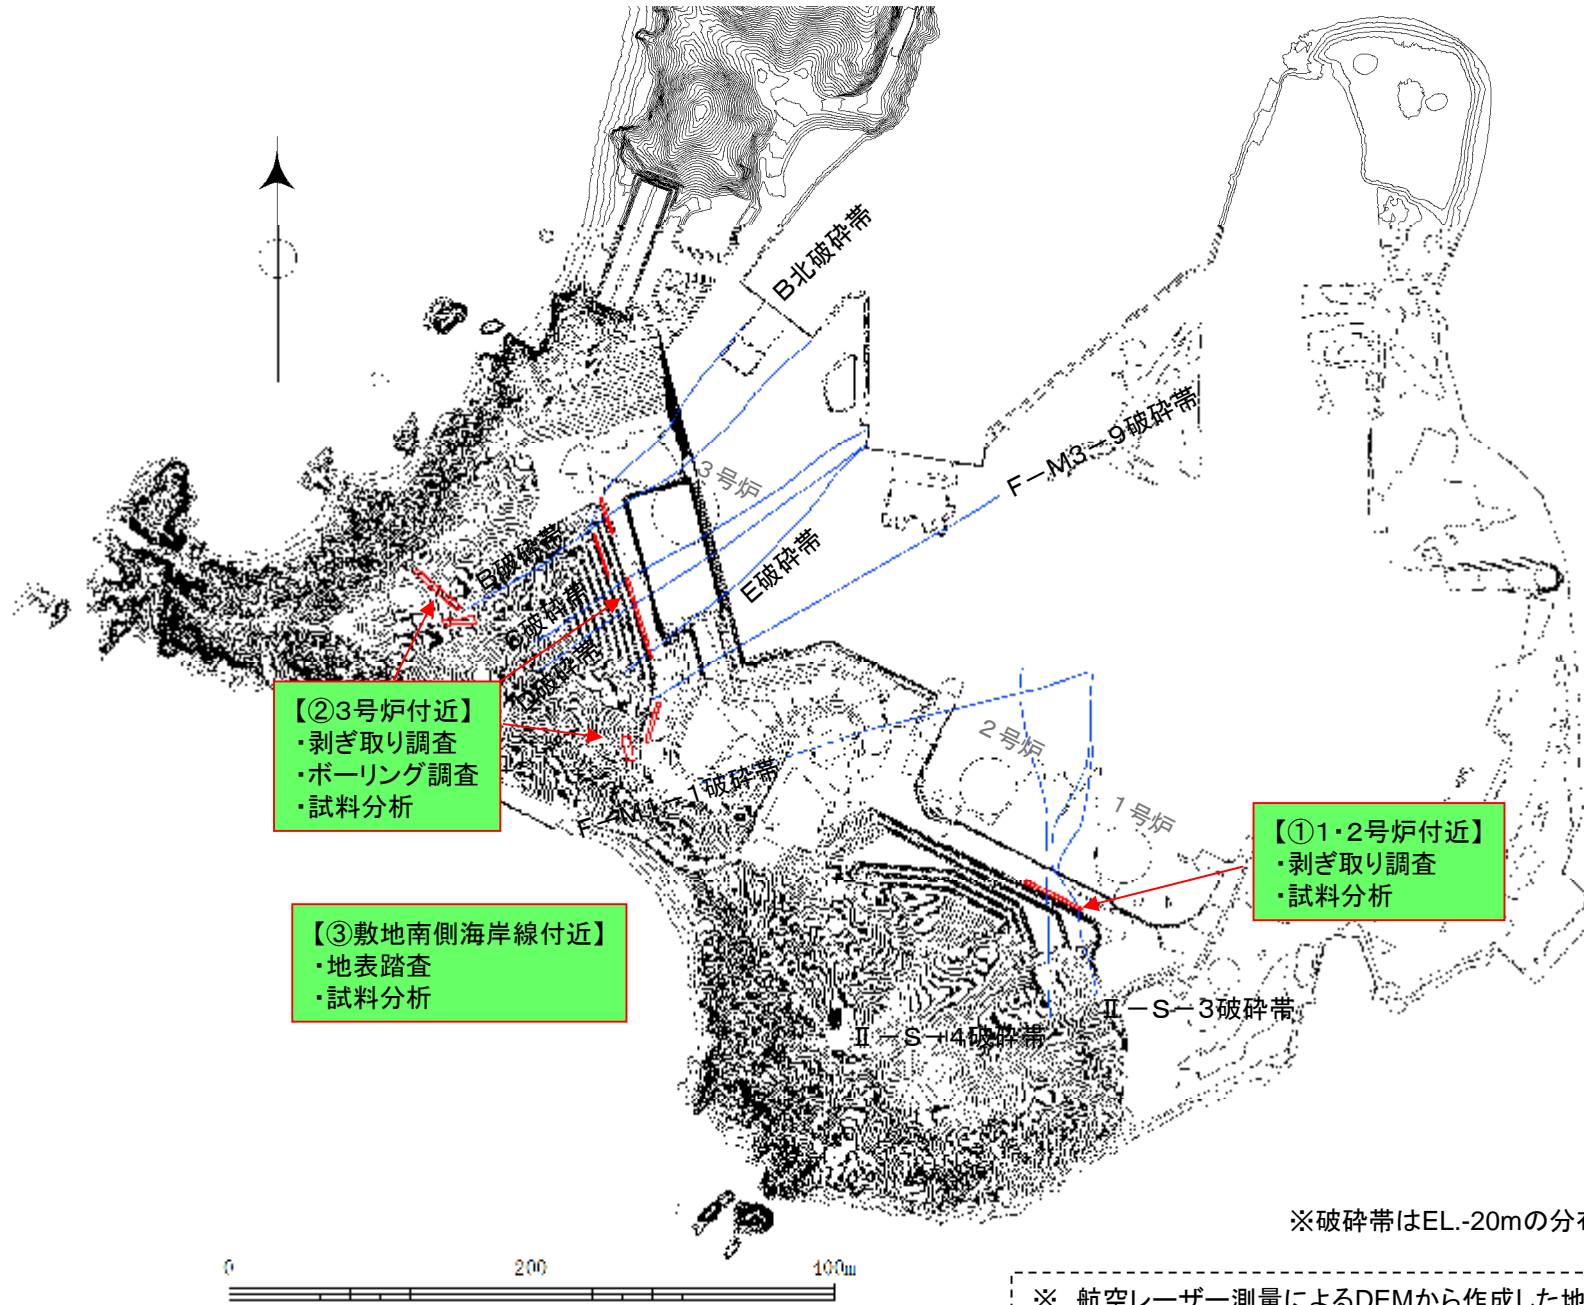 B北破砕帯
F－M3－9破砕帯
3号炉
B破砕帯
E破砕帯
C破砕帯
D破砕帯
【②3号炉付近】
・剥ぎ取り調査
・ボーリング調査
・試料分析
2号炉
F－M1－1破砕帯
1号炉
【①1・2号炉付近】
・剥ぎ取り調査
・試料分析
【③敷地南側海岸線付近】
・地表踏査
・試料分析
Ⅱ－S－3破砕帯
Ⅱ－S－4破砕帯
※破砕帯はEL.-20mの分布
0 200 100m
※ 航空レーザー測量によるDEMから作成した地